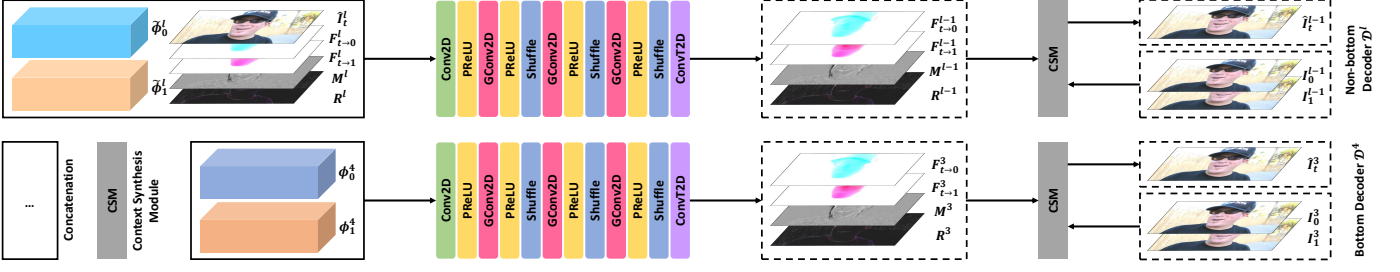 ϕ̃₀ˡ
ϕ̃₁ˡ
Îₜˡ
Fˡₜ→₀
Fˡₜ→₁
Mˡ
Rˡ
Conv2D
PReLU
GConv2D
PReLU
Shuffle
GConv2D
PReLU
Shuffle
GConv2D
PReLU
Shuffle
ConvT2D
Fˡ⁻¹ₜ→₀
Fˡ⁻¹ₜ→₁
Mˡ⁻¹
Rˡ⁻¹
CSM
Îₜˡ⁻¹
I₀ˡ⁻¹
I₁ˡ⁻¹
Non-bottom
Decoder 𝒟ˡ
...
Concatenation
CSM
Context Synthesis
Module
ϕ₀⁴
ϕ₁⁴
Conv2D
PReLU
GConv2D
PReLU
Shuffle
GConv2D
PReLU
Shuffle
GConv2D
PReLU
Shuffle
ConvT2D
F³ₜ→₀
F³ₜ→₁
M³
R³
CSM
Îₜ³
I₀³
I₁³
Bottom Decoder 𝒟⁴